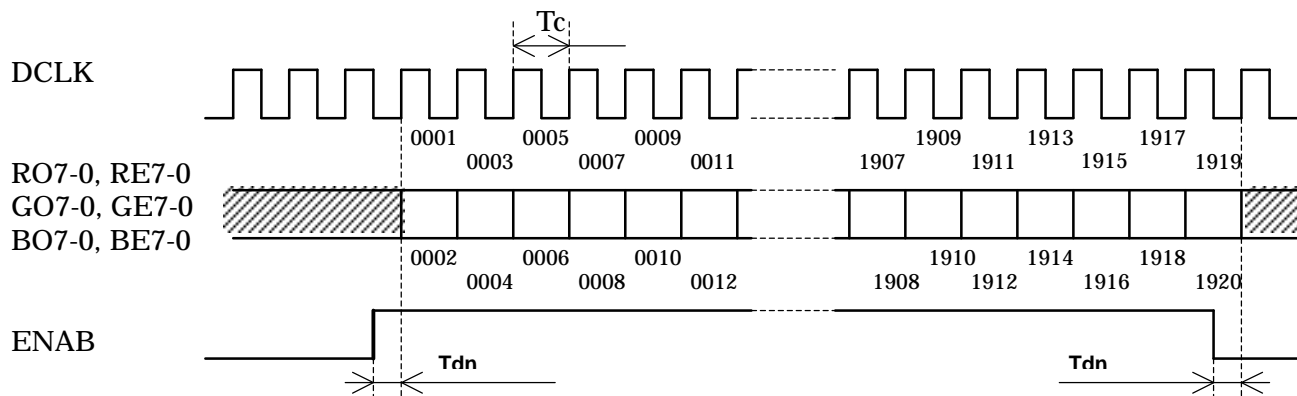 Tc
DCLK
0001 0005 0009 1909 1913 1917
0003 0007 0011 1907 1911 1915 1919
RO7-0, RE7-0
GO7-0, GE7-0
BO7-0, BE7-0
0002 0006 0010 1910 1914 1918
0004 0008 0012 1908 1912 1916 1920
ENAB
Tdn Tdn